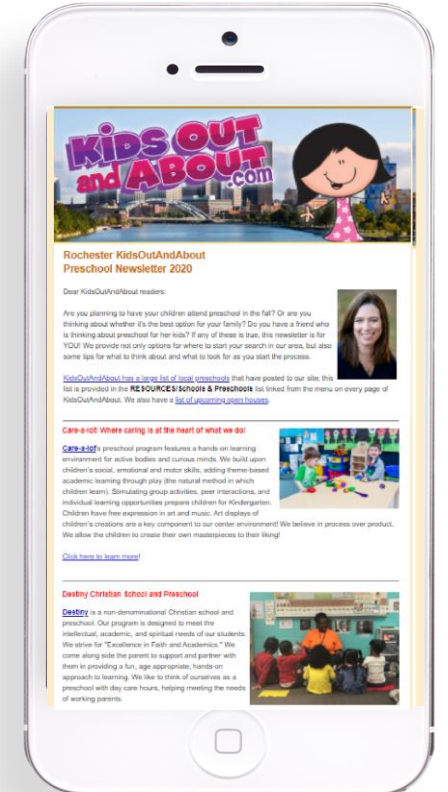 KiDS OUT
and ABOUT
.com
Rochester KidsOutAndAbout
Preschool Newsletter 2020
Dear KidsOutAndAbout readers:
Are you planning to have your children attend preschool in the fall? Or are you
thinking about whether it's the best option for your family? Do you have a friend who
is thinking about preschool for her kids? If any of these is true, this newsletter is for
YOU! We provide not only options for where to start your search in our area, but also
some tips for what to think about and what to look for as you start the process.
KidsOutAndAbout has a large list of local preschools that have posted to our site; this
list is provided in the RESOURCES/Schools & Preschools list linked from the menu on every page of
KidsOutAndAbout. We also have a list of upcoming open houses.
Care-a-lot: Where caring is at the heart of what we do!
Care-a-lot's preschool program features a hands-on learning
environment for active bodies and curious minds. We build upon
children's social, emotional and motor skills, adding theme-based
academic learning through play (the natural method in which
children learn). Stimulating group activities, peer interactions, and
individual learning opportunities prepare children for Kindergarten.
Children have free expression in art and music. Art displays of
children's creations are a key component to our center environment! We believe in process over product.
We allow the children to create their own masterpieces to their liking!
Click here to learn more!
Destiny Christian School and Preschool
Destiny is a non-denominational Christian school and
preschool. Our program is designed to meet the
intellectual, academic, and spiritual needs of our students.
We strive for "Excellence in Faith and Academics." We
come along side the parent to support and partner with
them in providing a fun, age appropriate, hands-on
approach to learning. We like to think of ourselves as a
preschool with day care hours, helping meeting the needs
of working parents.